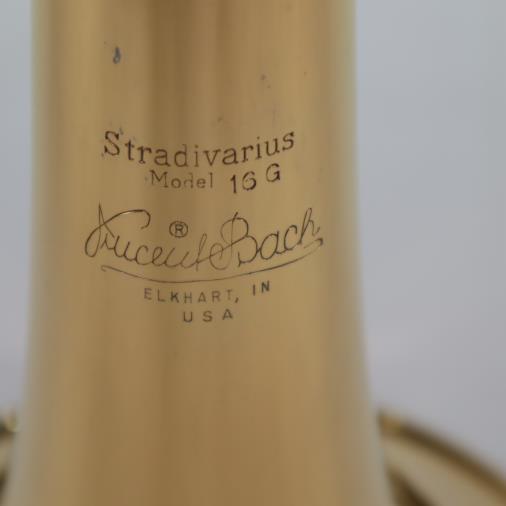 Stradivarius
Model 16 G
Vincent Bach ®
ELKHART, IN
USA